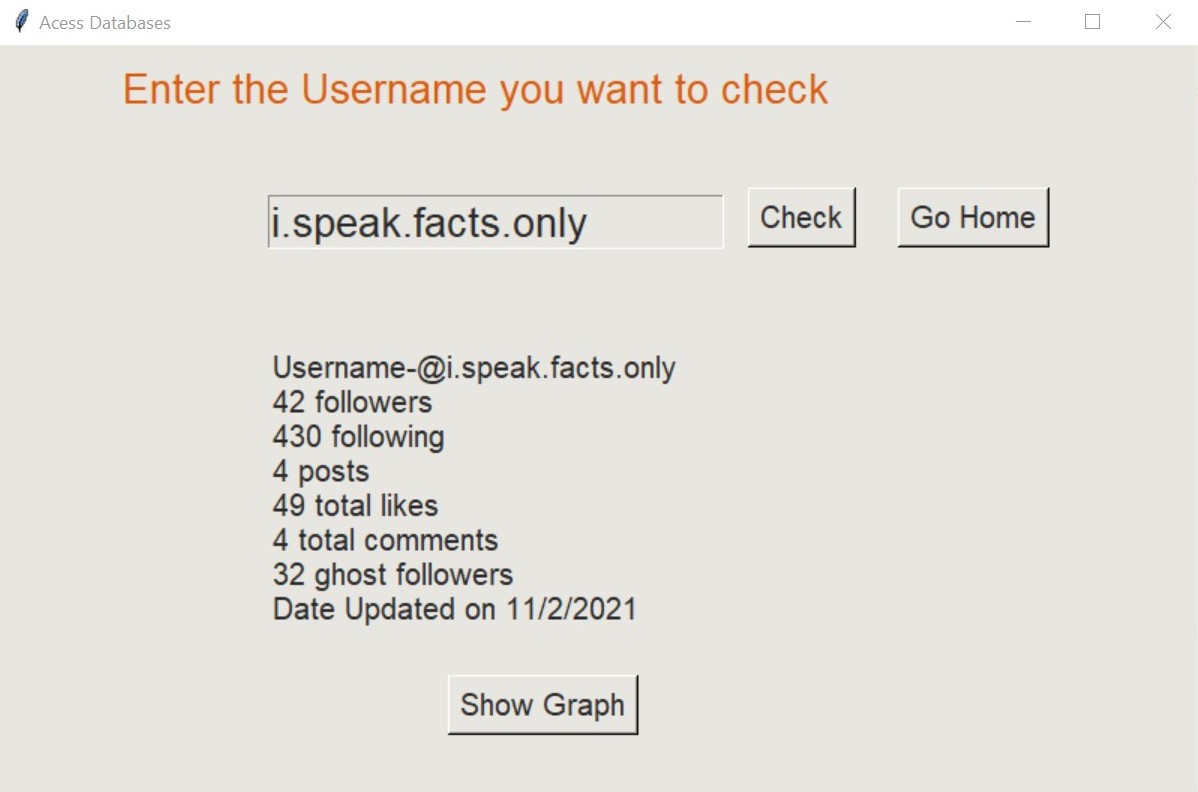 Acess Databases
Enter the Username you want to check
i.speak.facts.only
Check
Go Home
Username-@i.speak.facts.only
42 followers
430 following
4 posts
49 total likes
4 total comments
32 ghost followers
Date Updated on 11/2/2021
Show Graph